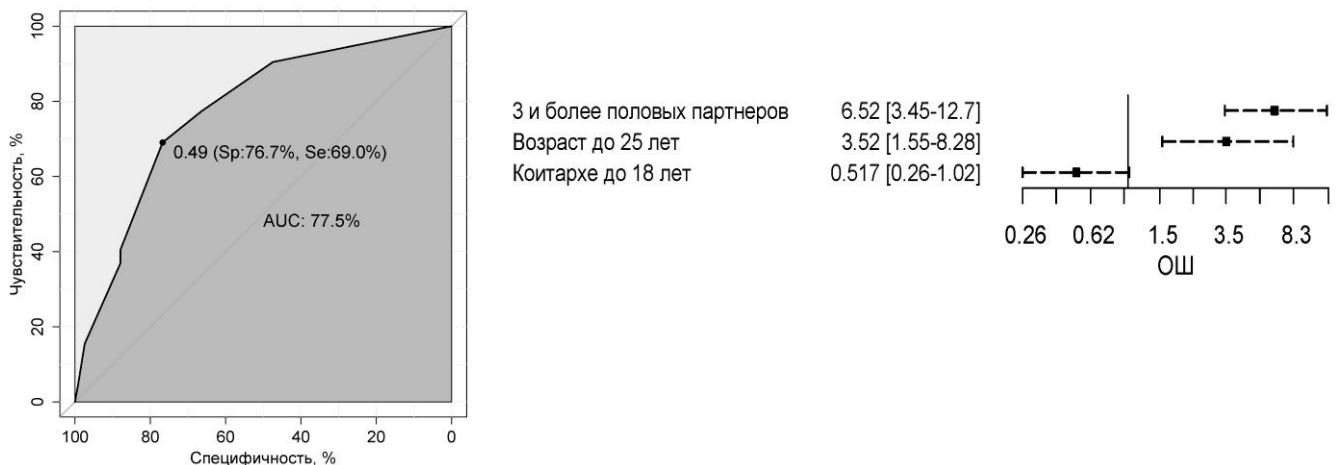 100
80
60
40
20
0
Чувствительность, %
0.49 (Sp:76.7%, Se:69.0%)
AUC: 77.5%
100 80 60 40 20 0
Специфичность, %
3 и более половых партнеров 6.52 [3.45-12.7]
Возраст до 25 лет 3.52 [1.55-8.28]
Коитархе до 18 лет 0.517 [0.26-1.02]
0.26 0.62 1.5 3.5 8.3
ОШ